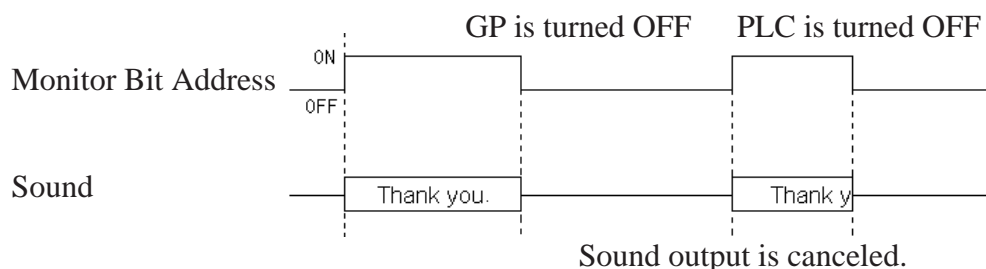 GP is turned OFF PLC is turned OFF
ON
Monitor Bit Address
OFF
Sound Thank you. Thank y
Sound output is canceled.